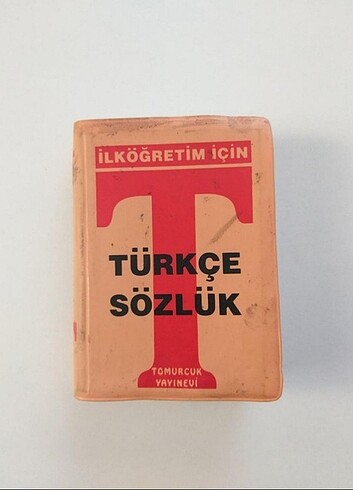 İLKÖĞRETİM İÇİN
T
TÜRKÇE
SÖZLÜK
TOMURCUK
YAYINEVİ